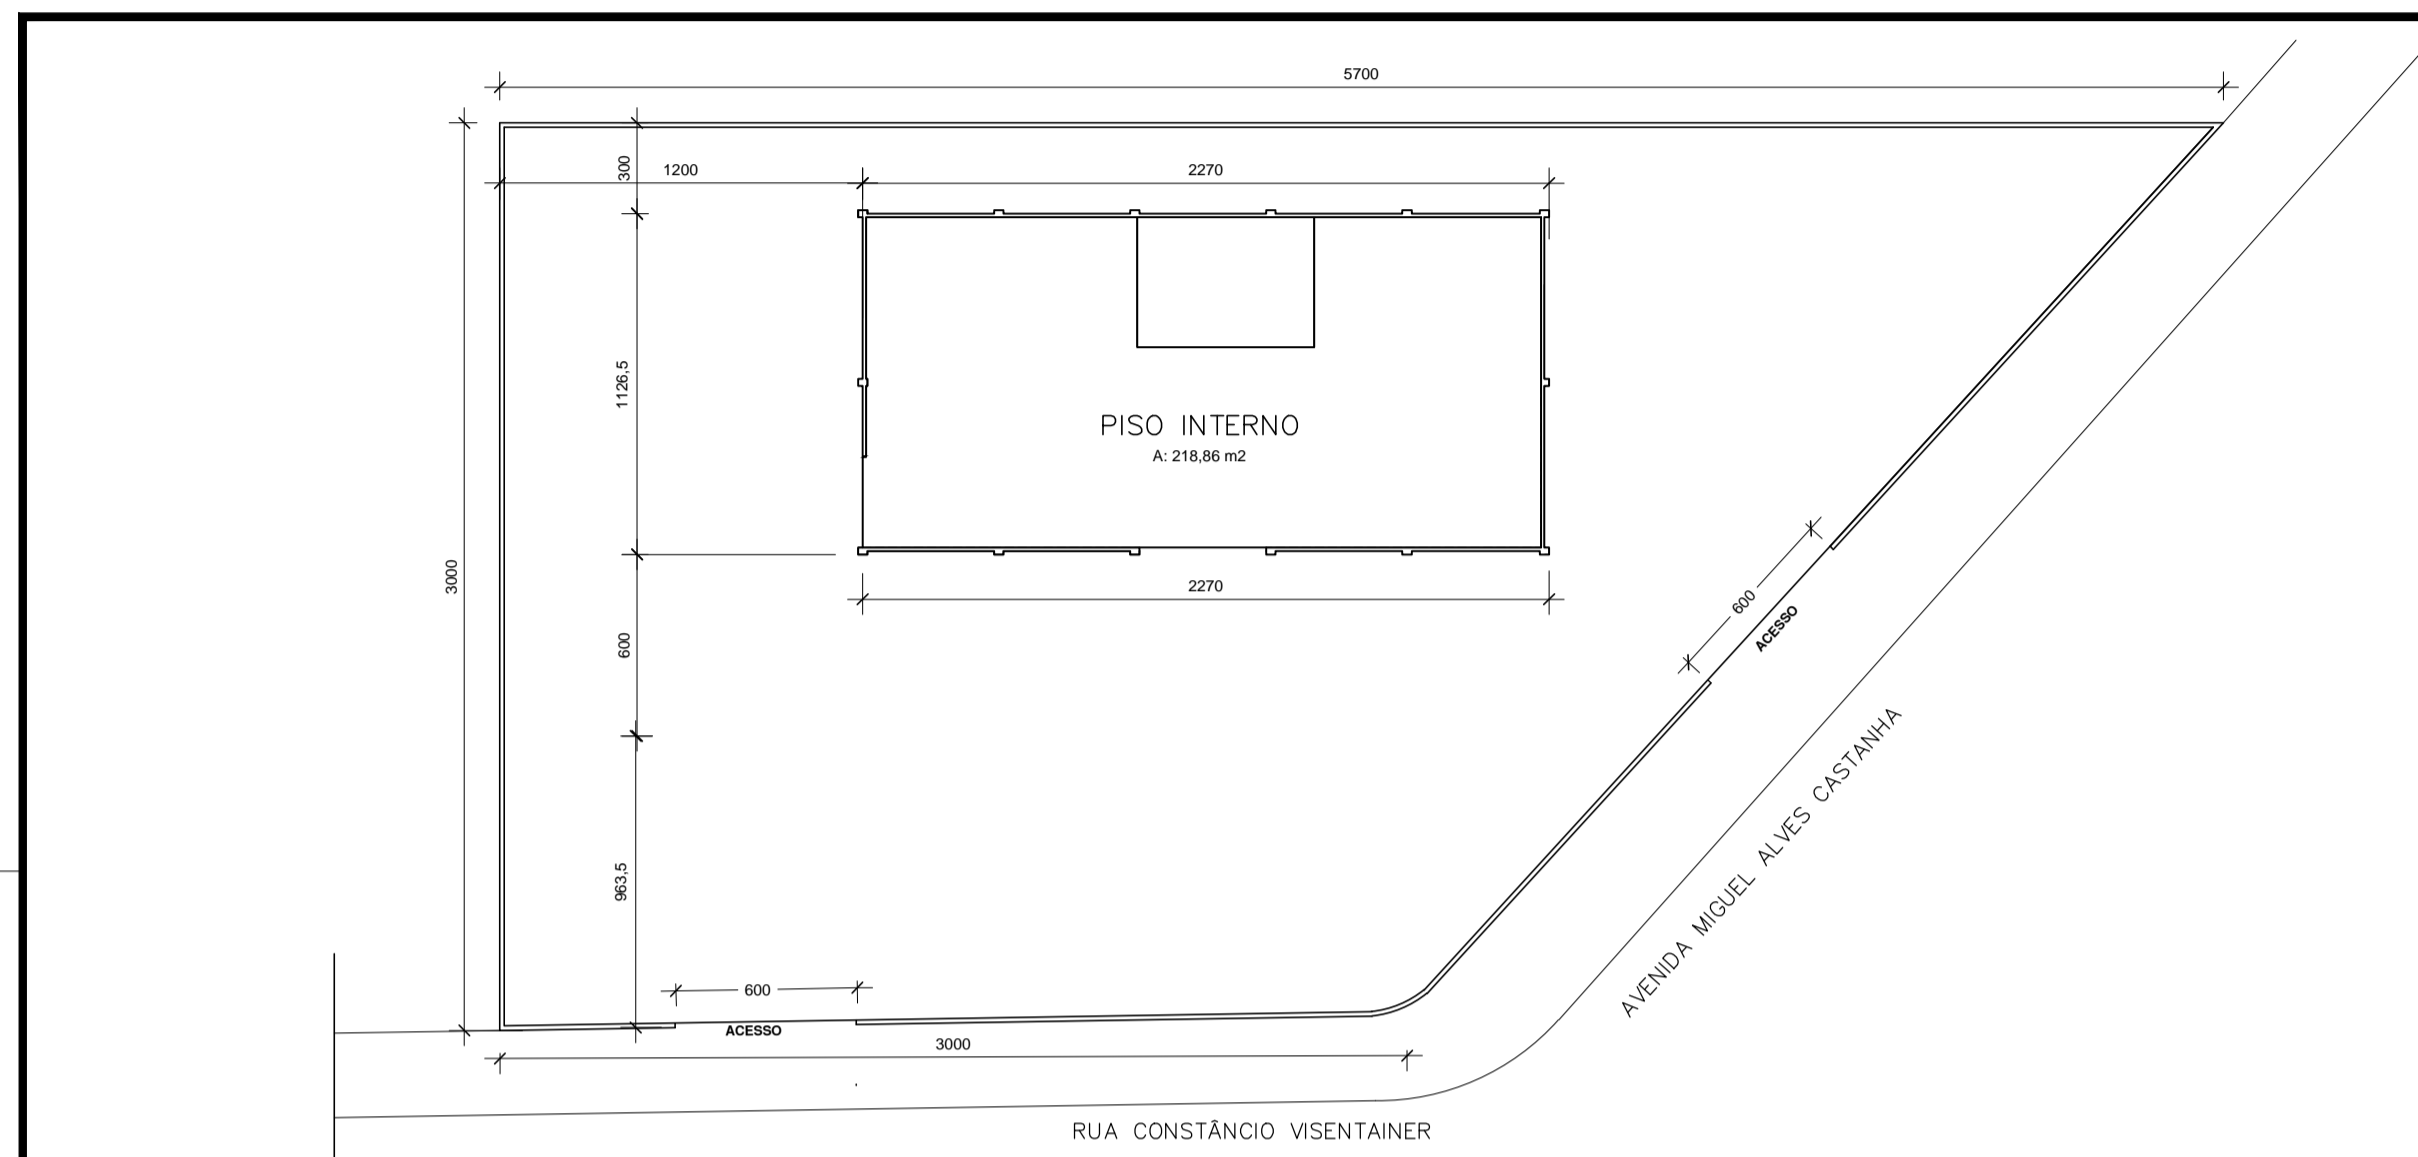 5700
300
1200
2270
1126,5
PISO INTERNO
A: 218,86 m2
3000
2270
600
600
ACESSO
AVENIDA MIGUEL ALVES CASTANHA
963,5
600
ACESSO
3000
RUA CONSTÂNCIO VISENTAINER